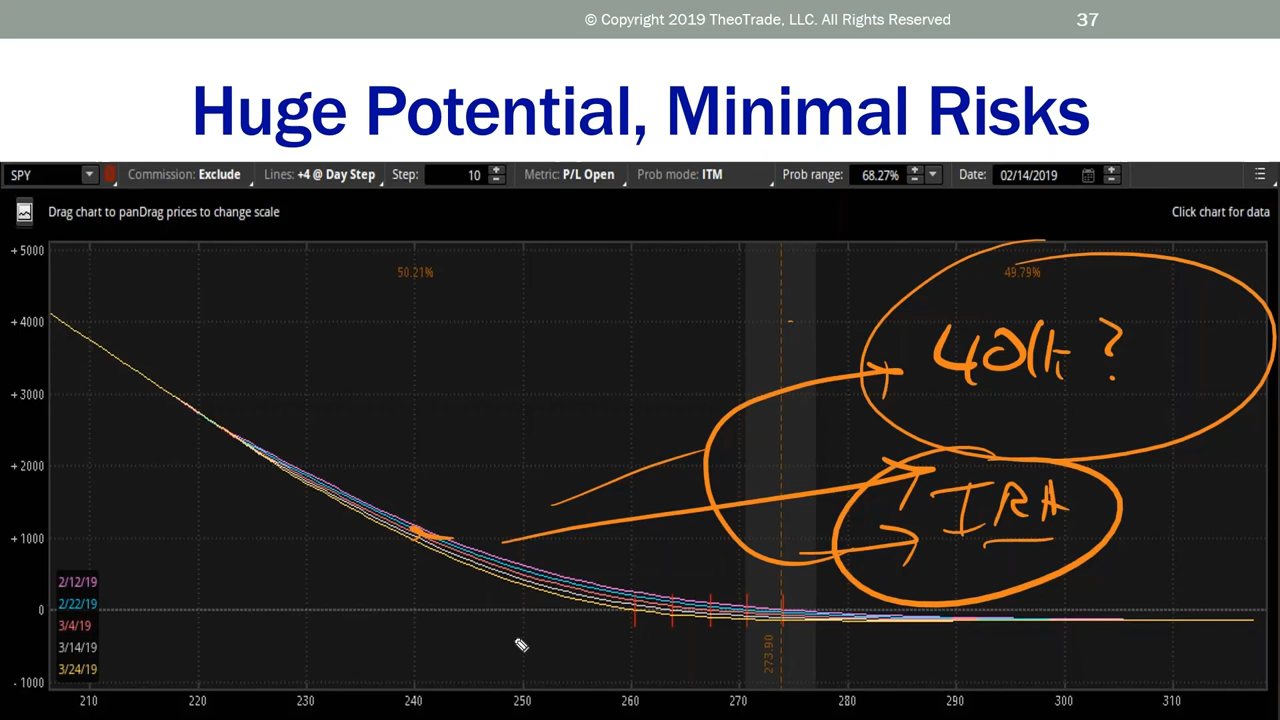 © Copyright 2019 TheoTrade, LLC. All Rights Reserved 37
Huge Potential, Minimal Risks
SPY Commission: Exclude Lines: +4 @ Day Step Step: 10 Metric: P/L Open Prob mode: ITM Prob range: 68.27% Date: 02/14/2019
Drag chart to panDrag prices to change scale Click chart for data
+5000
50.21% 49.79%
+4000
401k?
+3000
+2000
IRA
+1000
2/12/19
2/22/19
0
3/4/19
3/14/19
273.90
3/24/19
-1000
210 220 230 240 250 260 270 280 290 300 310